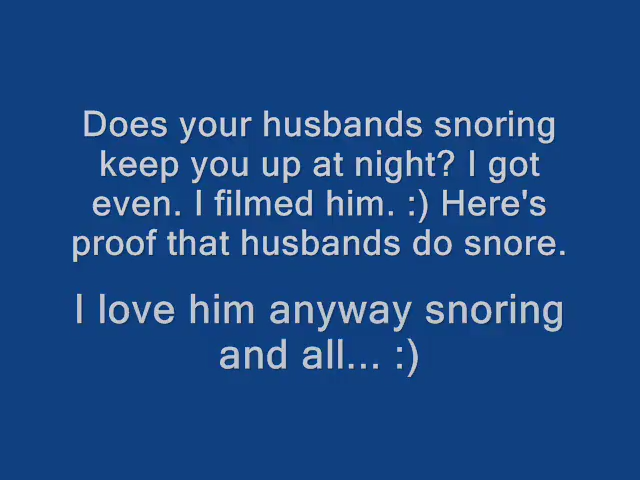 Does your husbands snoring
keep you up at night? I got
even. I filmed him. :) Here's
proof that husbands do snore.
I love him anyway snoring
and all... :)